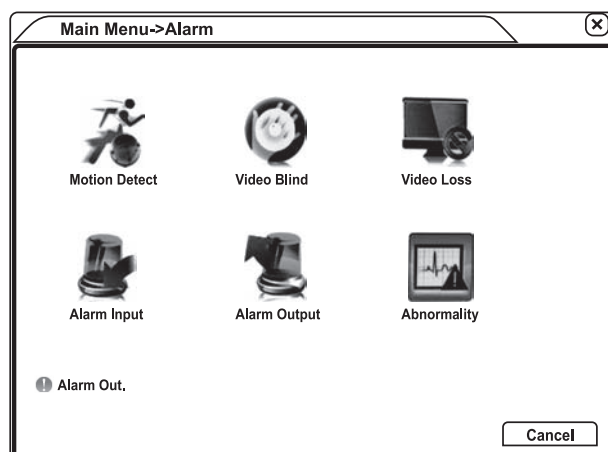 Main Menu->Alarm
Motion Detect
Video Blind
Video Loss
Alarm Input
Alarm Output
Abnormality
Alarm Out.
Cancel